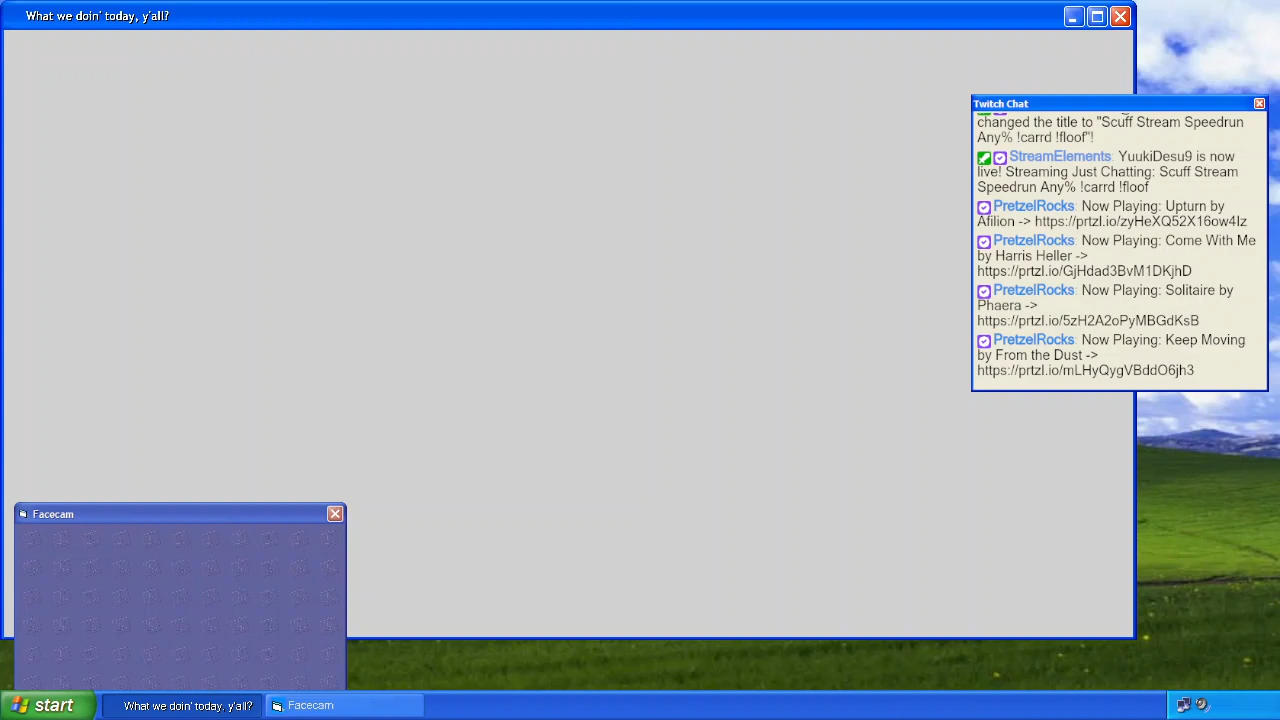 What we doin' today, y'all?
Twitch Chat
changed the title to "Scuff Stream Speedrun
Any% !carrd !floof"!
StreamElements: YuukiDesu9 is now
live! Streaming Just Chatting: Scuff Stream
Speedrun Any% !carrd !floof
PretzelRocks: Now Playing: Upturn by
Afilion -> https://prtzl.io/zyHeXQ52X16ow4Iz
PretzelRocks: Now Playing: Come With Me
by Harris Heller ->
https://prtzl.io/GjHdad3BvM1DKjhD
PretzelRocks: Now Playing: Solitaire by
Phaera ->
https://prtzl.io/5zH2A2oPyMBGdKsB
PretzelRocks: Now Playing: Keep Moving
by From the Dust ->
https://prtzl.io/mLHyQygVBddO6jh3
Facecam
start
What we doin' today, y'all?
Facecam